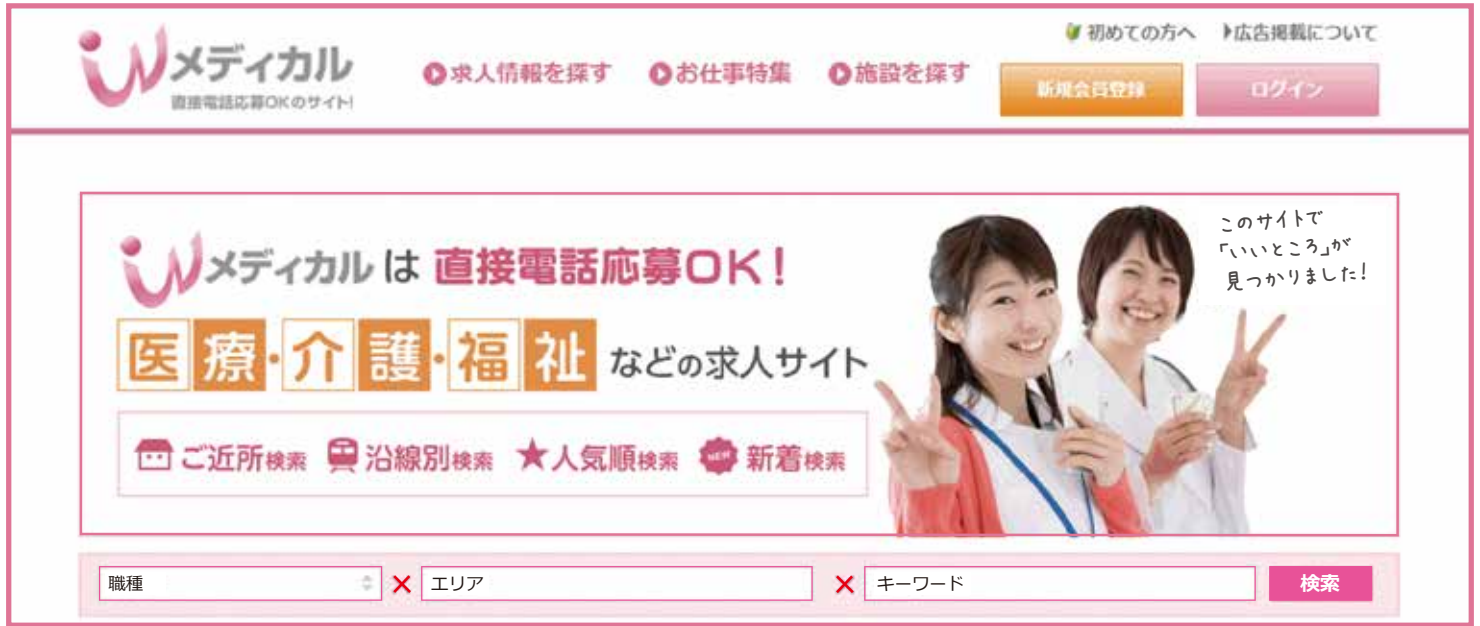 初めての方へ 広告掲載について
iwメディカル
直接電話応募OKのサイト!
求人情報を探す お仕事特集 施設を探す
新規会員登録 ログイン
このサイトで
「いいところ」が
見つかりました!
iwメディカルは直接電話応募OK!
医療・介護・福祉などの求人サイト
ご近所検索 沿線別検索 ★人気順検索 NEW 新着検索
職種 × エリア × キーワード 検索